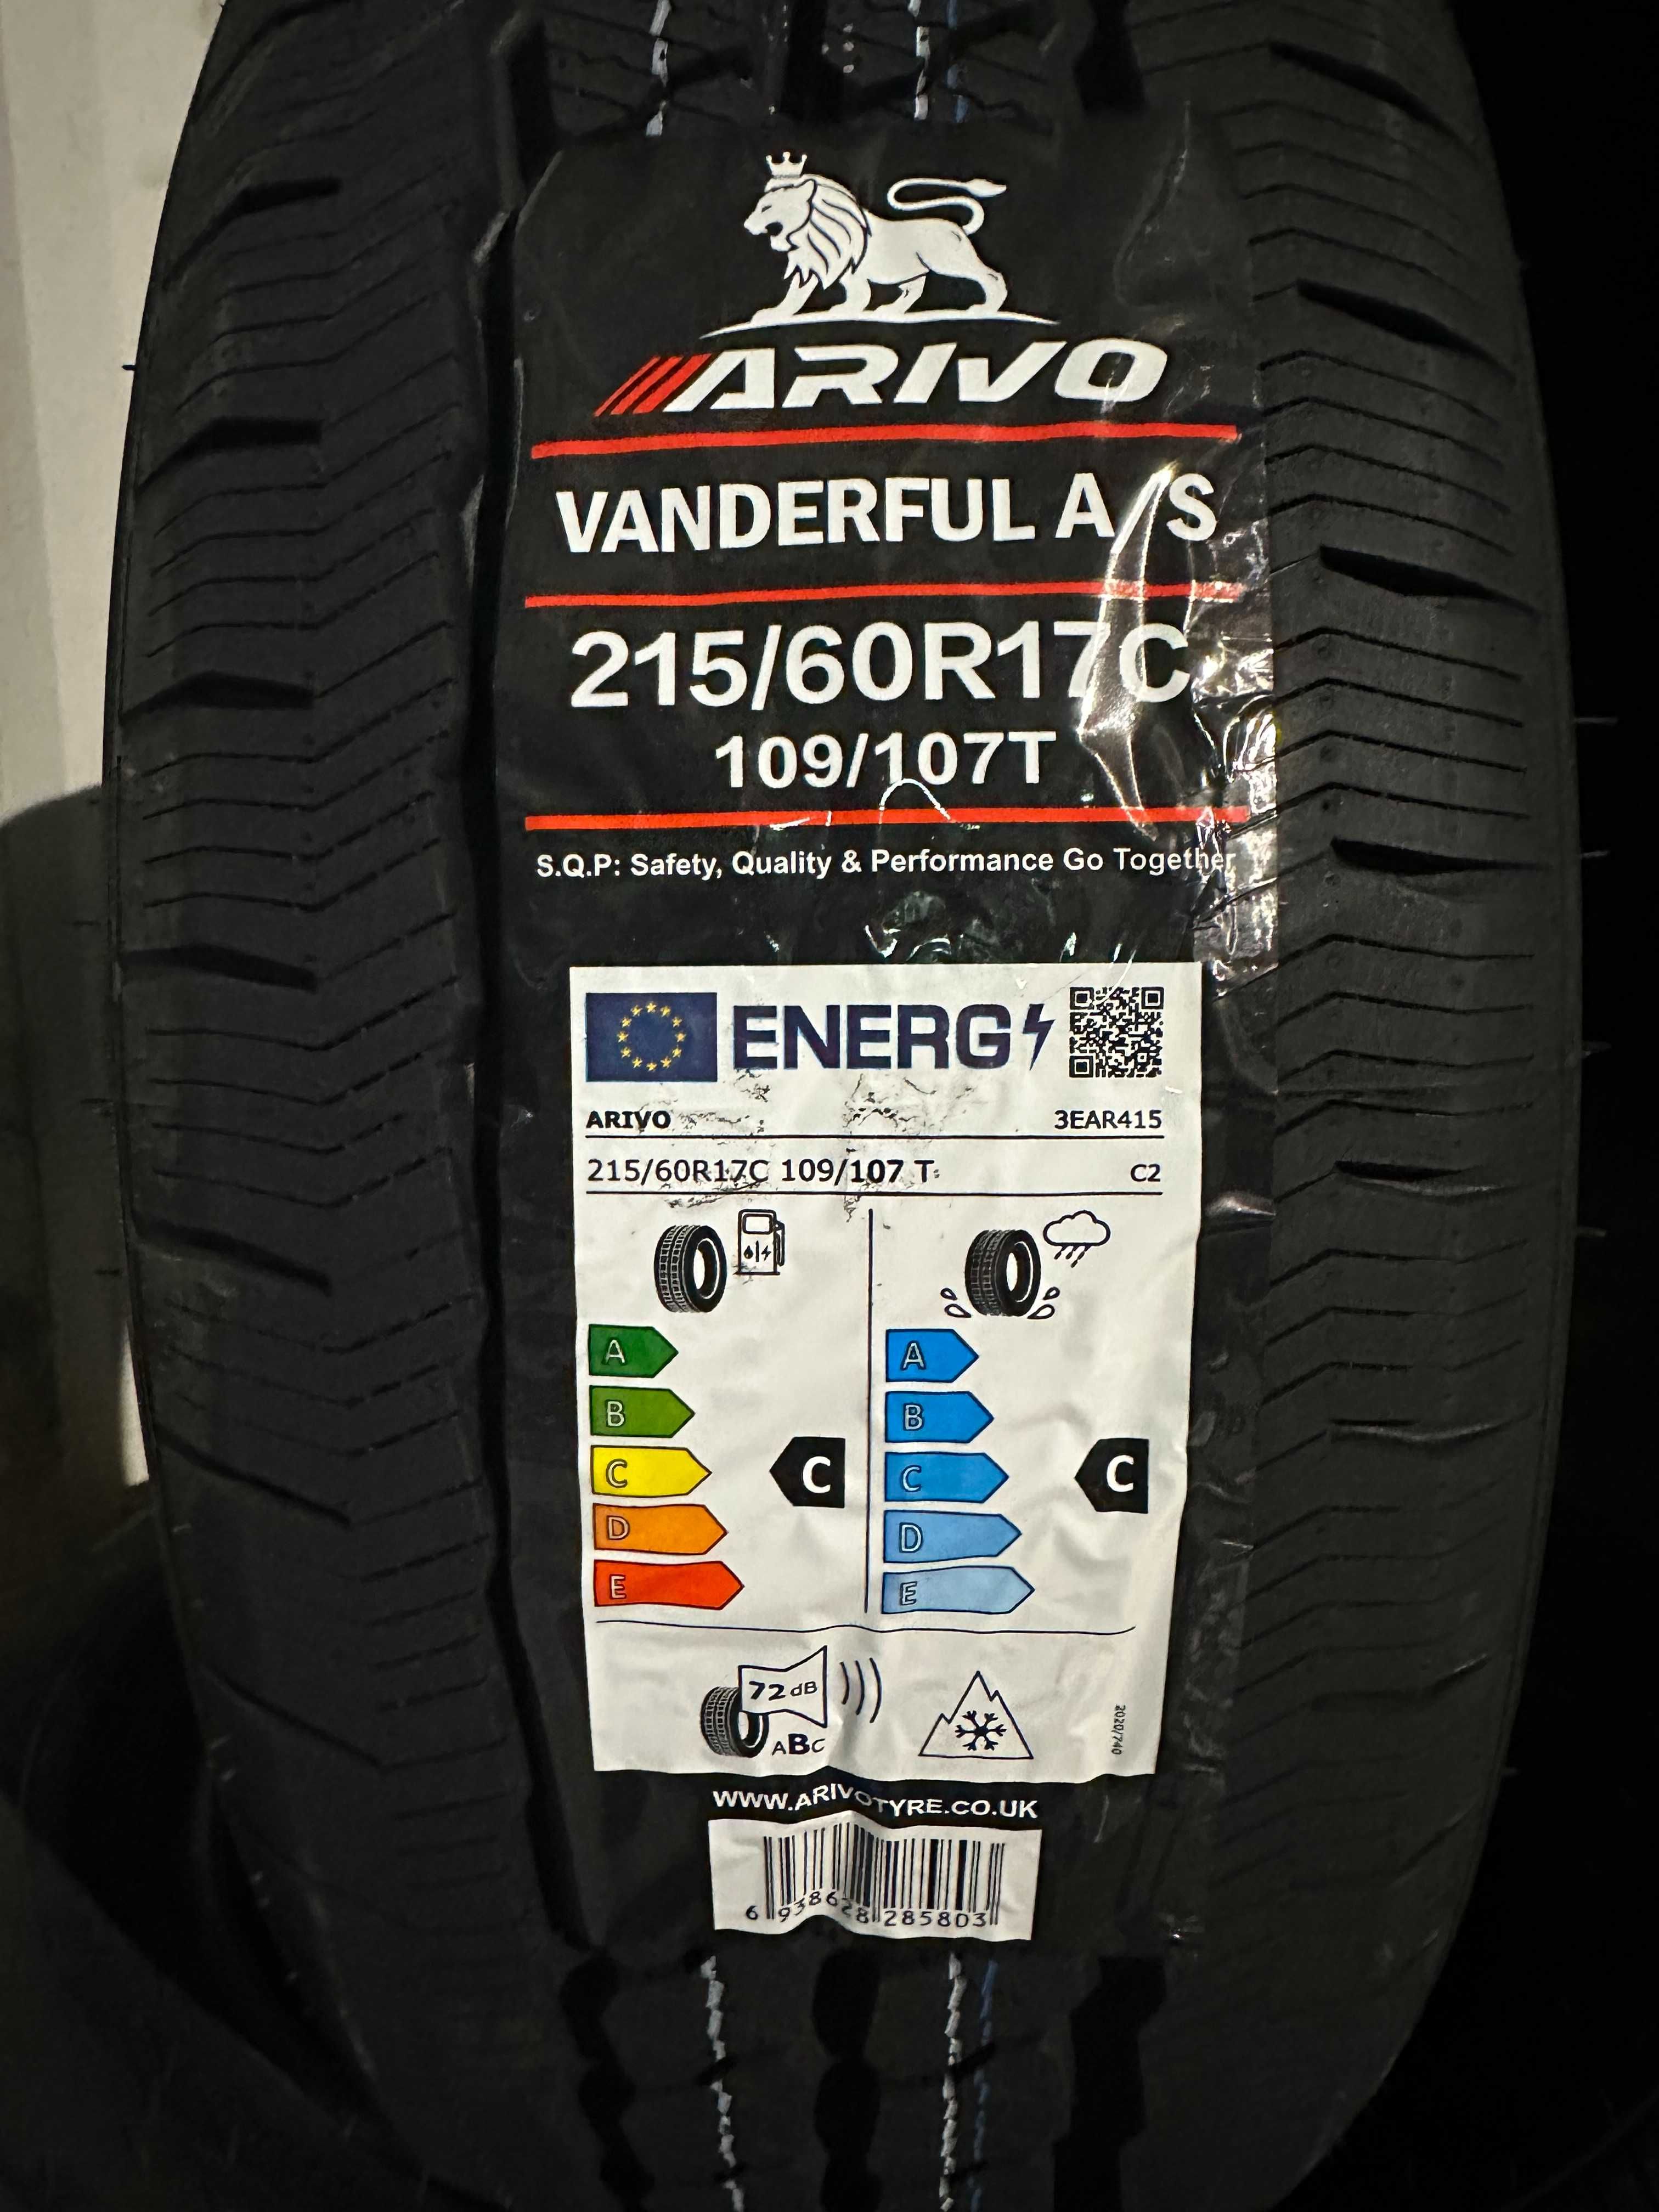 ARIVO
VANDERFUL A/S
215/60R17C
109/107T
S.Q.P: Safety, Quality & Performance Go Together
ENERG
ARIVO 3EAR415
215/60R17C 109/107 T C2
A A
B B
C C C C
D D
E E
72 dB
ABC
2020/740
WWW.ARIVOTYRE.CO.UK
6 938628 285803